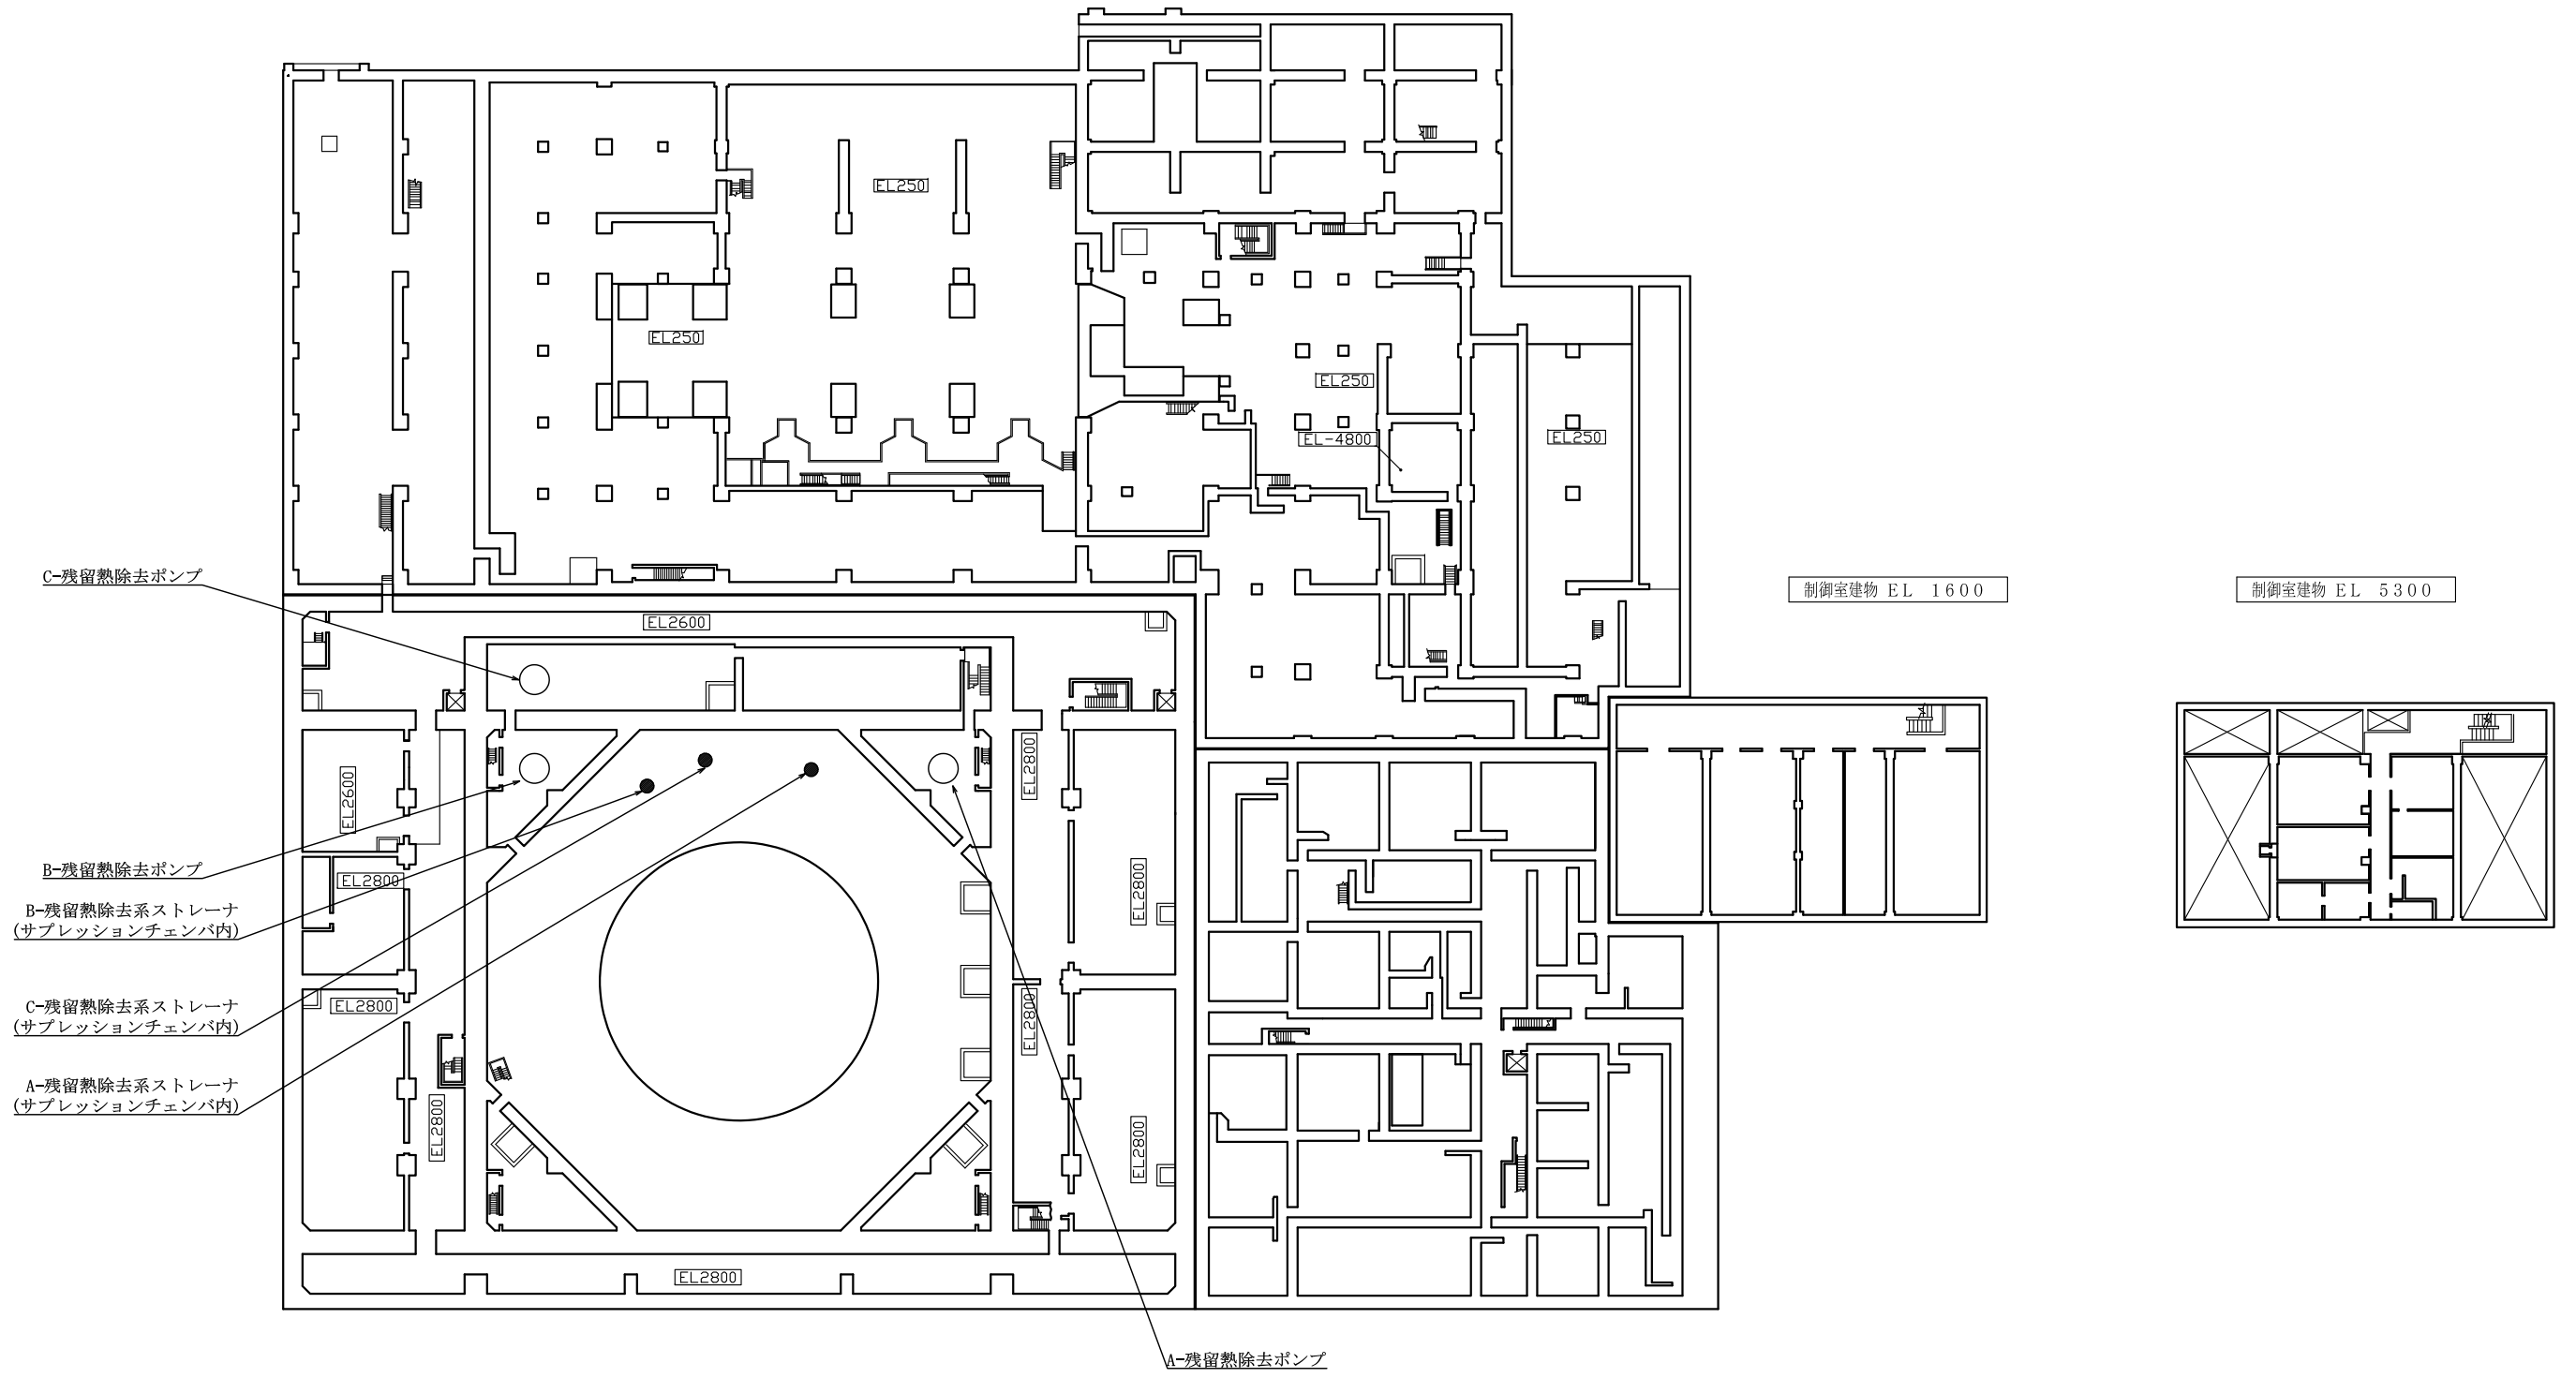 EL250
EL250
EL250
EL-4800
EL250
C-残留熱除去ポンプ
制御室建物 EL 1600
制御室建物 EL 5300
EL2600
EL2800
EL2600
B-残留熱除去ポンプ
EL2800
EL2800
B-残留熱除去系ストレーナ
(サプレッションチェンバ内)
C-残留熱除去系ストレーナ
(サプレッションチェンバ内)
EL2800
EL2800
A-残留熱除去系ストレーナ
(サプレッションチェンバ内)
EL2800
EL2800
EL2800
A-残留熱除去ポンプ